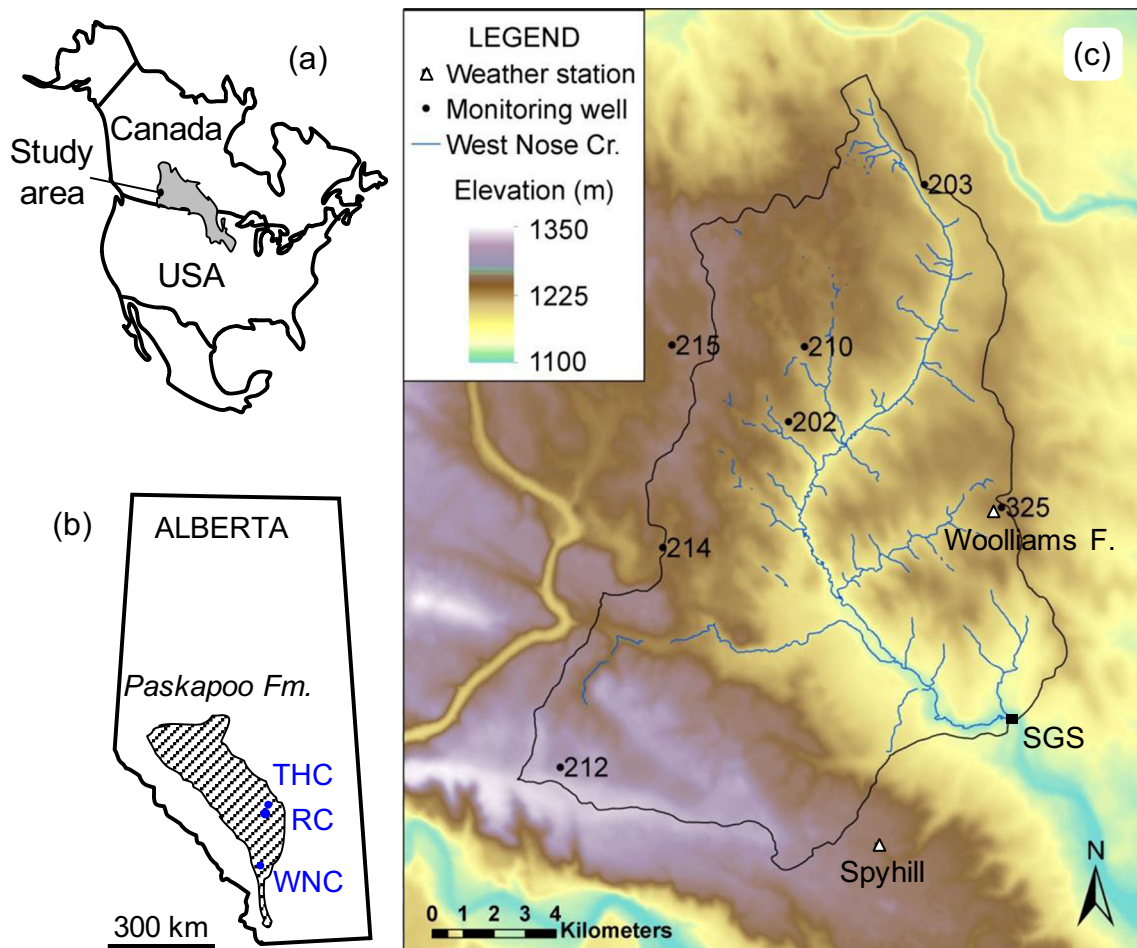 (a)
Canada
Study
area
USA
(b)
ALBERTA
Paskapoo Fm.
THC
RC
WNC
300 km
LEGEND
Weather station
Monitoring well
West Nose Cr.
Elevation (m)
1350
1225
1100
(c)
203
215
210
202
325
Woolliams F.
214
SGS
212
Spyhill
N
0 1 2 3 4
Kilometers